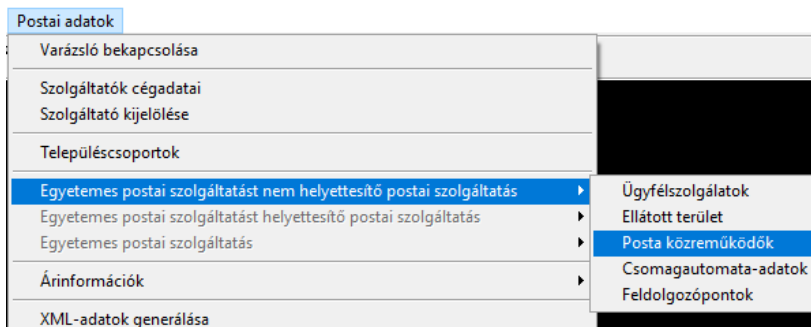 Postai adatok
Varázsló bekapcsolása
Szolgáltatók cégadatai
Szolgáltató kijelölése
Településcsoportok
Egyetemes postai szolgáltatást nem helyettesítő postai szolgáltatás
Egyetemes postai szolgáltatást helyettesítő postai szolgáltatás
Egyetemes postai szolgáltatás
Árinformációk
XML-adatok generálása
Ügyfélszolgálatok
Ellátott terület
Posta közreműködők
Csomagautomata-adatok
Feldolgozópontok